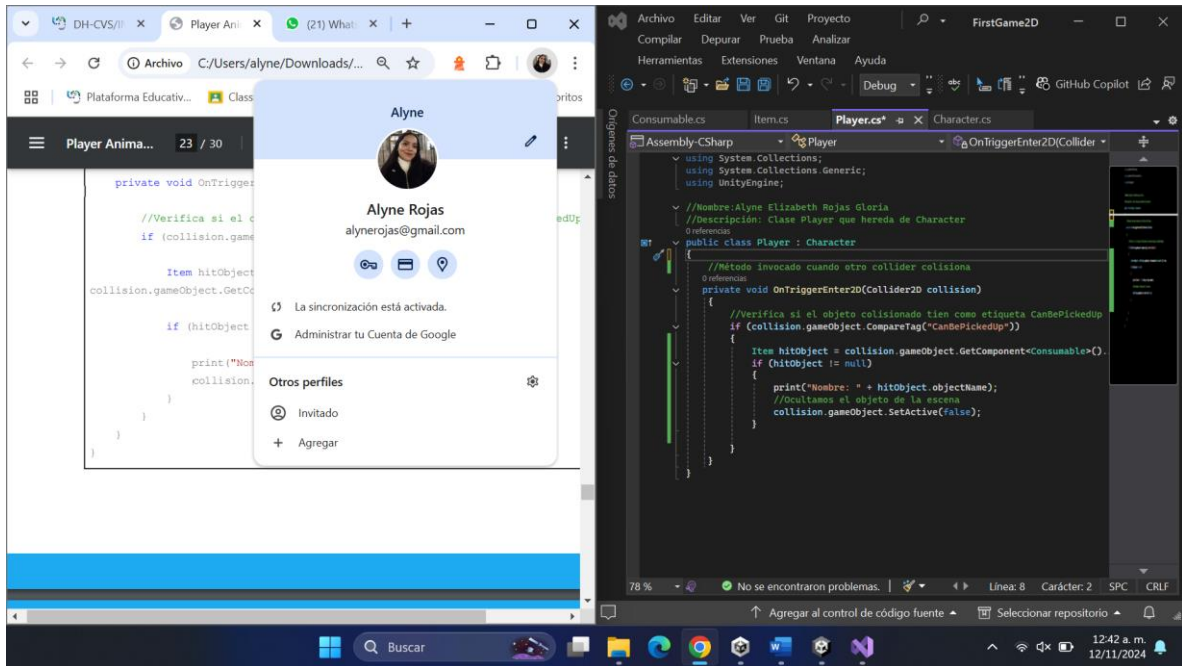 DH-CVS/I
Player Ani
(21) What
Archivo C:/Users/alyne/Downloads/...
Plataforma Educativ...
Class
oritos
Player Anima... 23 / 30
private void OnTrigger
//Verifica si el c
edUp
if (collision.game
Item hitObject
collision.gameObject.GetCo
if (hitObject
print("Nom
collision.
}
}
}
}
Alyne
Alyne Rojas
alynerojas@gmail.com
La sincronización está activada.
Administrar tu Cuenta de Google
Otros perfiles
Invitado
Agregar
Archivo Editar Ver Git Proyecto
FirstGame2D
Compilar Depurar Prueba Analizar
Herramientas Extensiones Ventana Ayuda
Debug
GitHub Copilot
Orígenes de datos
Consumable.cs Item.cs Player.cs* Character.cs
Assembly-CSharp Player OnTriggerEnter2D(Collider
using System.Collections;
using System.Collections.Generic;
using UnityEngine;
//Nombre:Alyne Elizabeth Rojas Gloria
//Descripción: Clase Player que hereda de Character
0 referencias
public class Player : Character
{
//Método invocado cuando otro collider colisiona
0 referencias
private void OnTriggerEnter2D(Collider2D collision)
{
//Verifica si el objeto colisionado tien como etiqueta CanBePickedUp
if (collision.gameObject.CompareTag("CanBePickedUp"))
{
Item hitObject = collision.gameObject.GetComponent<Consumable>().
if (hitObject != null)
{
print("Nombre: " + hitObject.objectName);
//Ocultamos el objeto de la escena
collision.gameObject.SetActive(false);
}
}
}
}
78 % No se encontraron problemas. Línea: 8 Carácter: 2 SPC CRLF
Agregar al control de código fuente Seleccionar repositorio
Buscar
12:42 a. m.
12/11/2024